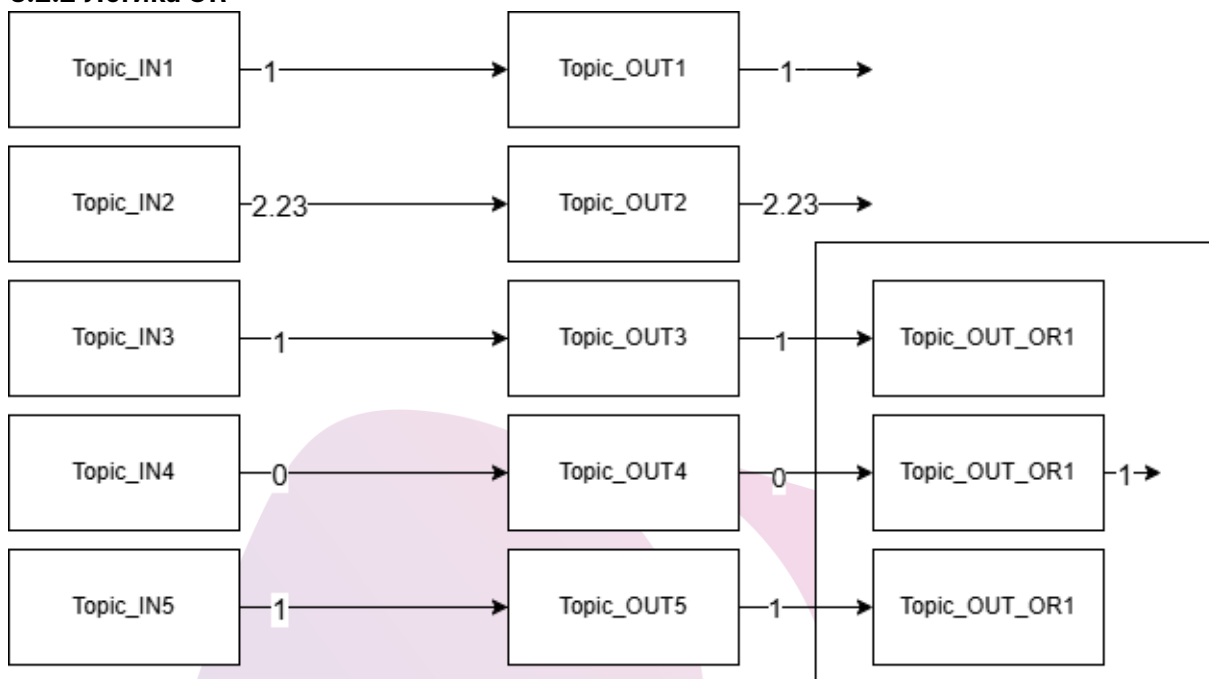 Topic_IN1 1 Topic_OUT1 1
Topic_IN2 2.23 Topic_OUT2 2.23
Topic_IN3 1 Topic_OUT3 1 Topic_OUT_OR1
Topic_IN4 0 Topic_OUT4 0 Topic_OUT_OR1 1
Topic_IN5 1 Topic_OUT5 1 Topic_OUT_OR1